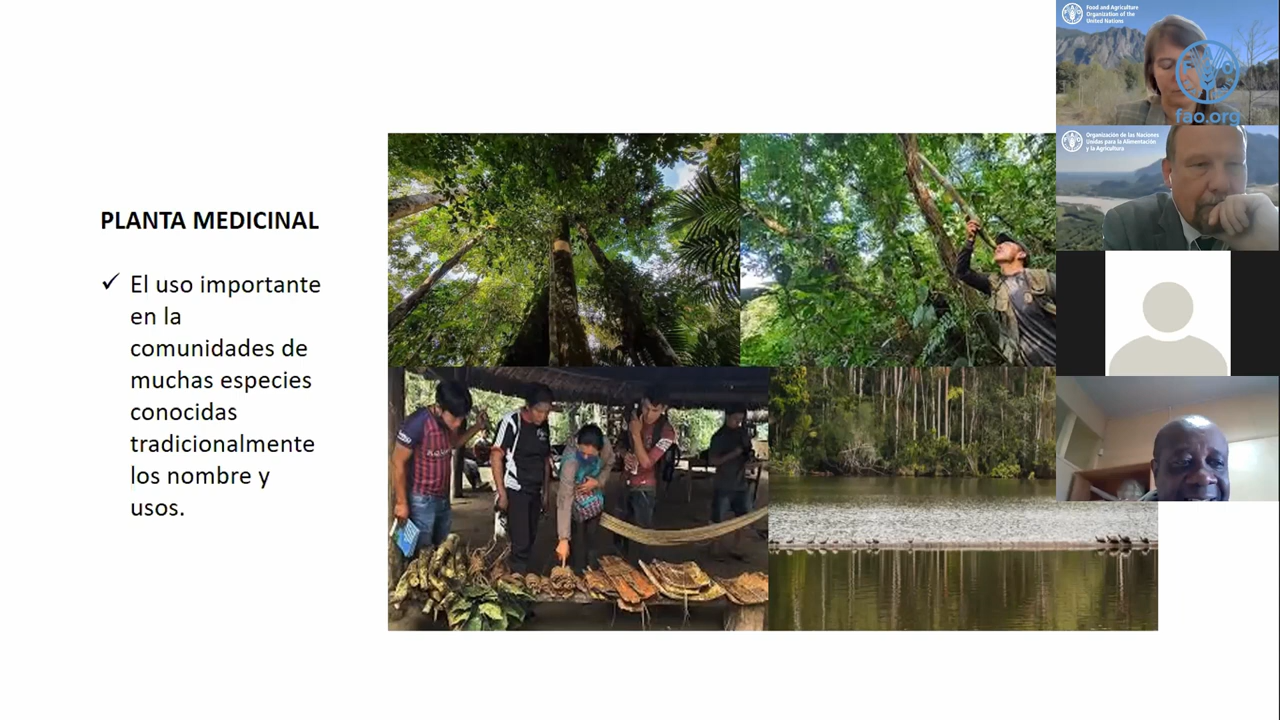 PLANTA MEDICINAL
✓ El uso importante
en la
comunidades de
muchas especies
conocidas
tradicionalmente
los nombre y
usos.
Food and Agriculture
Organization of the
United Nations
fao.org
Organización de las Naciones
Unidas para la Alimentación
y la Agricultura